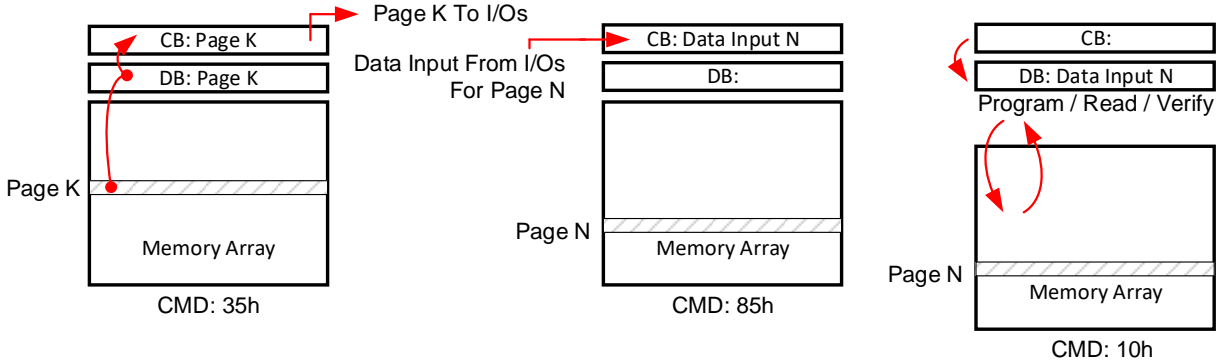 Page K To I/Os
CB: Page K
DB: Page K
Page K
Memory Array
CMD: 35h
CB: Data Input N
Data Input From I/Os
For Page N
DB:
Page N
Memory Array
CMD: 85h
CB:
DB: Data Input N
Program / Read / Verify
Page N
Memory Array
CMD: 10h